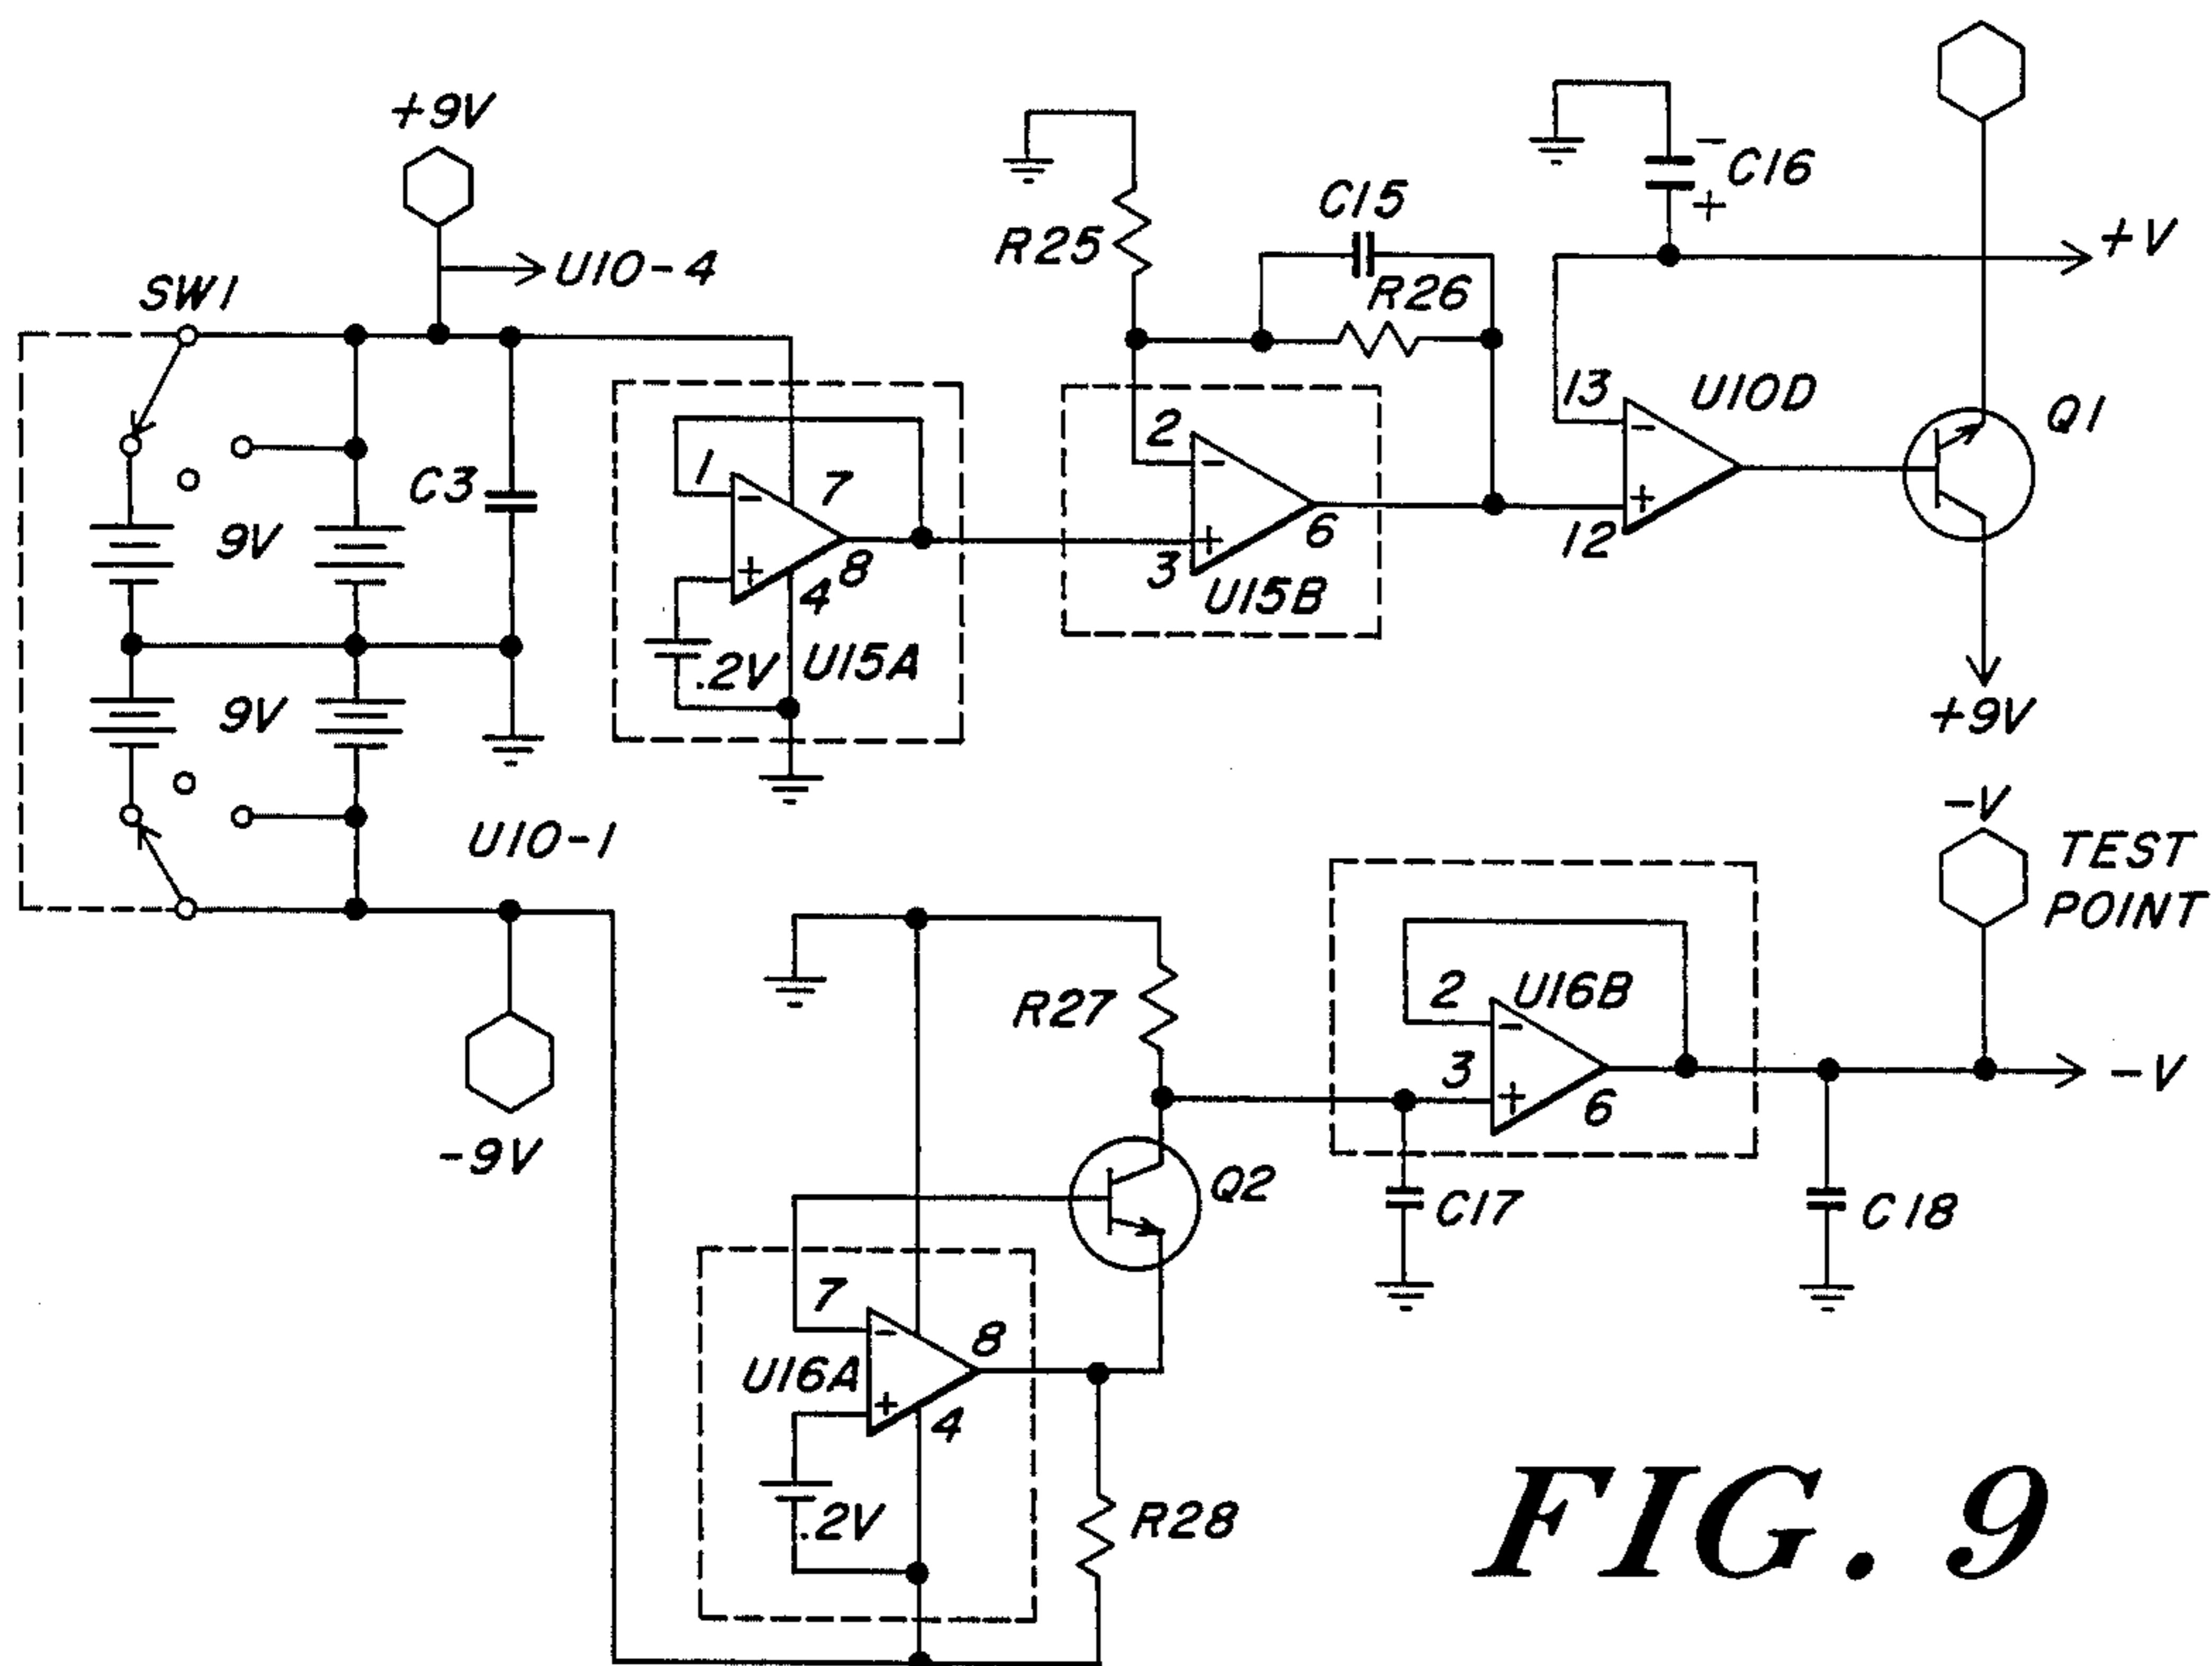 +9V
U10-4
SW1
9V
9V
C3
U10-1
-9V
1
-
+
7
8
4
.2V
U15A
R25
C15
R26
2
-
3
+
6
U15B
-
C16
+
+V
13
-
U10D
+
12
Q1
+9V
-V
TEST
POINT
R27
2
-
U16B
3
+
6
-V
Q2
C17
C18
7
-
8
U16A
+
4
.2V
R28
FIG. 9